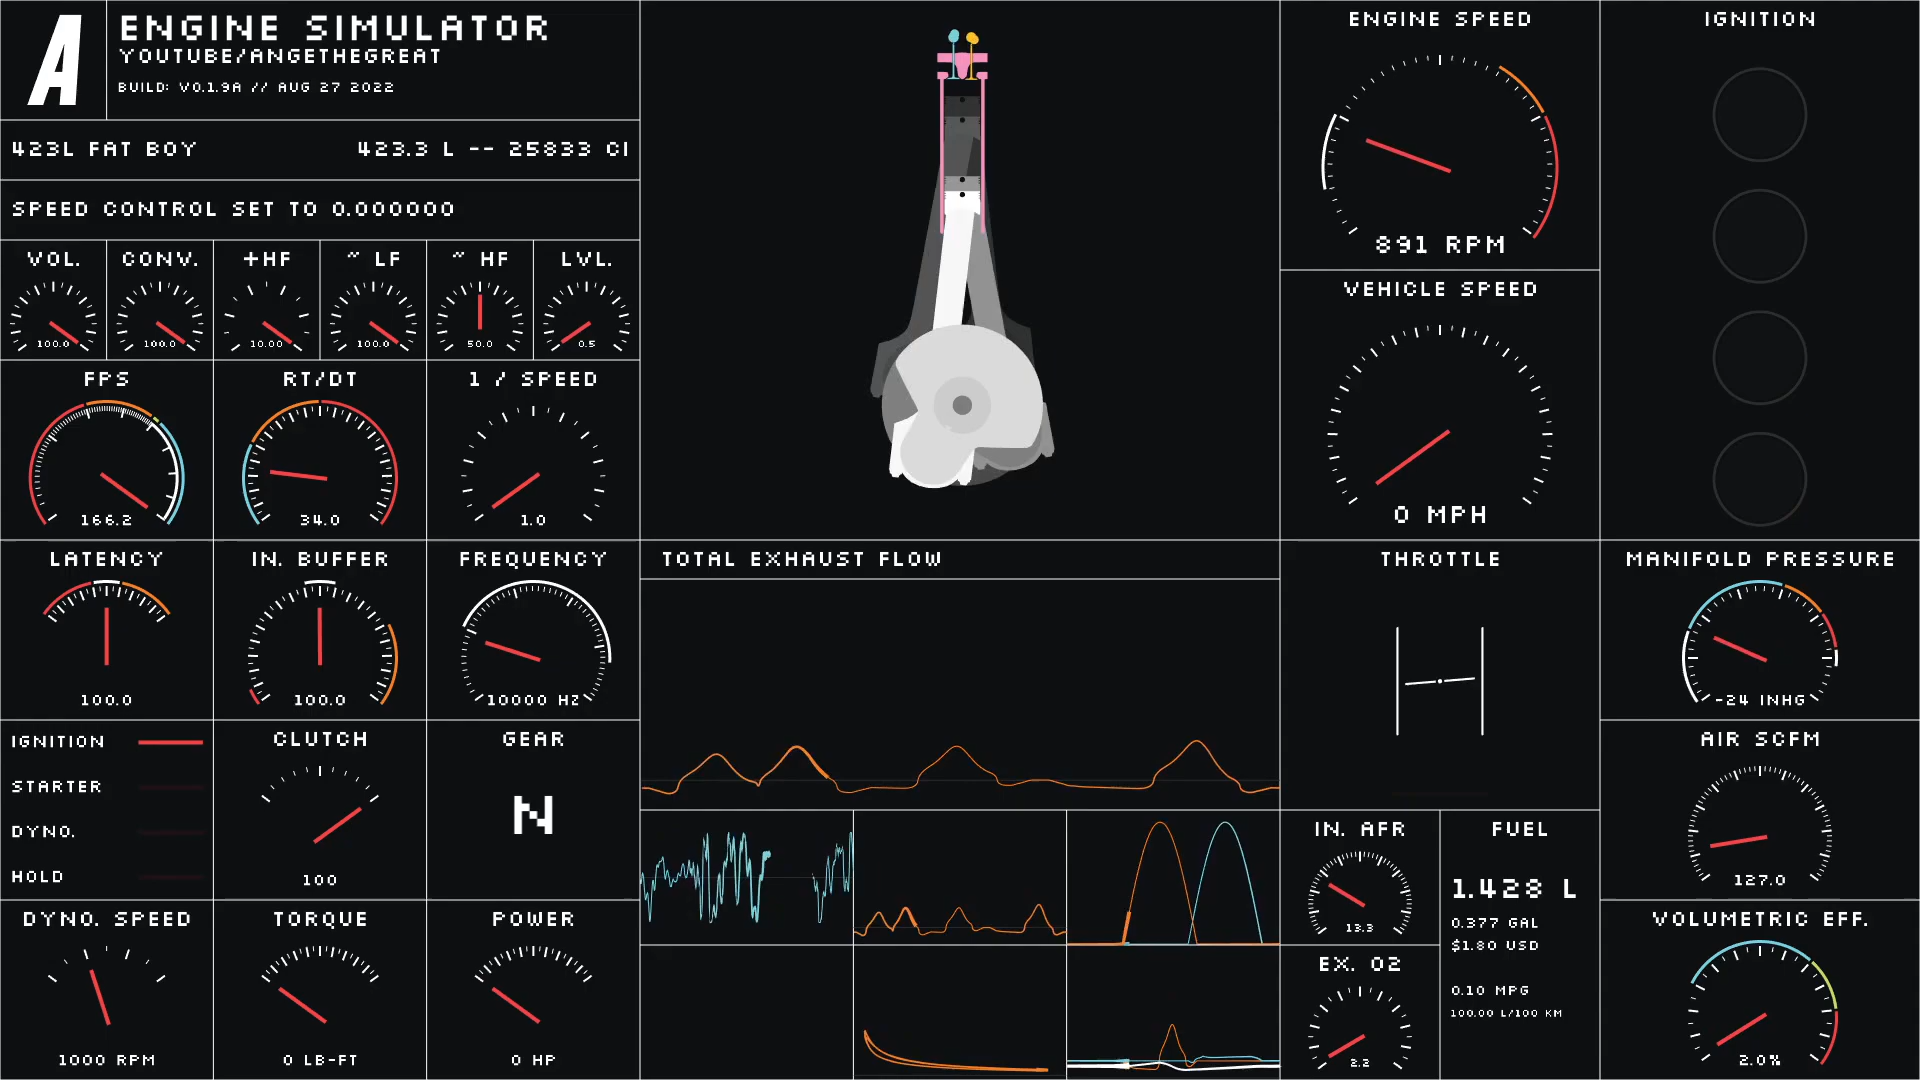 A
ENGINE SIMULATOR
YOUTUBE/ANGETHEGREAT
BUILD: V0.1.9A // AUG 27 2022
423L FAT BOY 423.3 L -- 25833 CI
SPEED CONTROL SET TO 0.000000
VOL. CONV. +HF ~ LF ~ HF LVL.
100.0 100.0 10.00 100.0 50.0 0.5
FPS RT/DT 1 / SPEED
166.2 34.0 1.0
LATENCY IN. BUFFER FREQUENCY
100.0 100.0 10000 HZ
IGNITION
STARTER
DYNO.
HOLD
CLUTCH
100
GEAR
N
DYNO. SPEED TORQUE POWER
1000 RPM 0 LB-FT 0 HP
TOTAL EXHAUST FLOW
ENGINE SPEED
891 RPM
VEHICLE SPEED
0 MPH
THROTTLE
IN. AFR
13.3
EX. O2
2.2
FUEL
1.428 L
0.377 GAL
$1.80 USD
0.10 MPG
100.00 L/100 KM
IGNITION
MANIFOLD PRESSURE
-24 INHG
AIR SCFM
127.0
VOLUMETRIC EFF.
2.0%